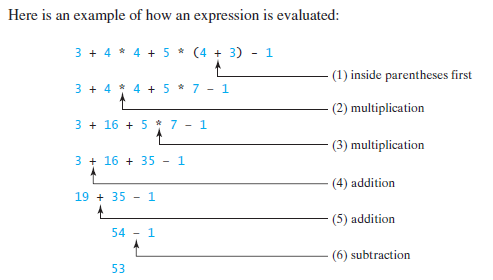 Here is an example of how an expression is evaluated:
3 + 4 * 4 + 5 * (4 + 3) - 1
(1) inside parentheses first
3 + 4 * 4 + 5 * 7 - 1
(2) multiplication
3 + 16 + 5 * 7 - 1
(3) multiplication
3 + 16 + 35 - 1
(4) addition
19 + 35 - 1
(5) addition
54 - 1
(6) subtraction
53